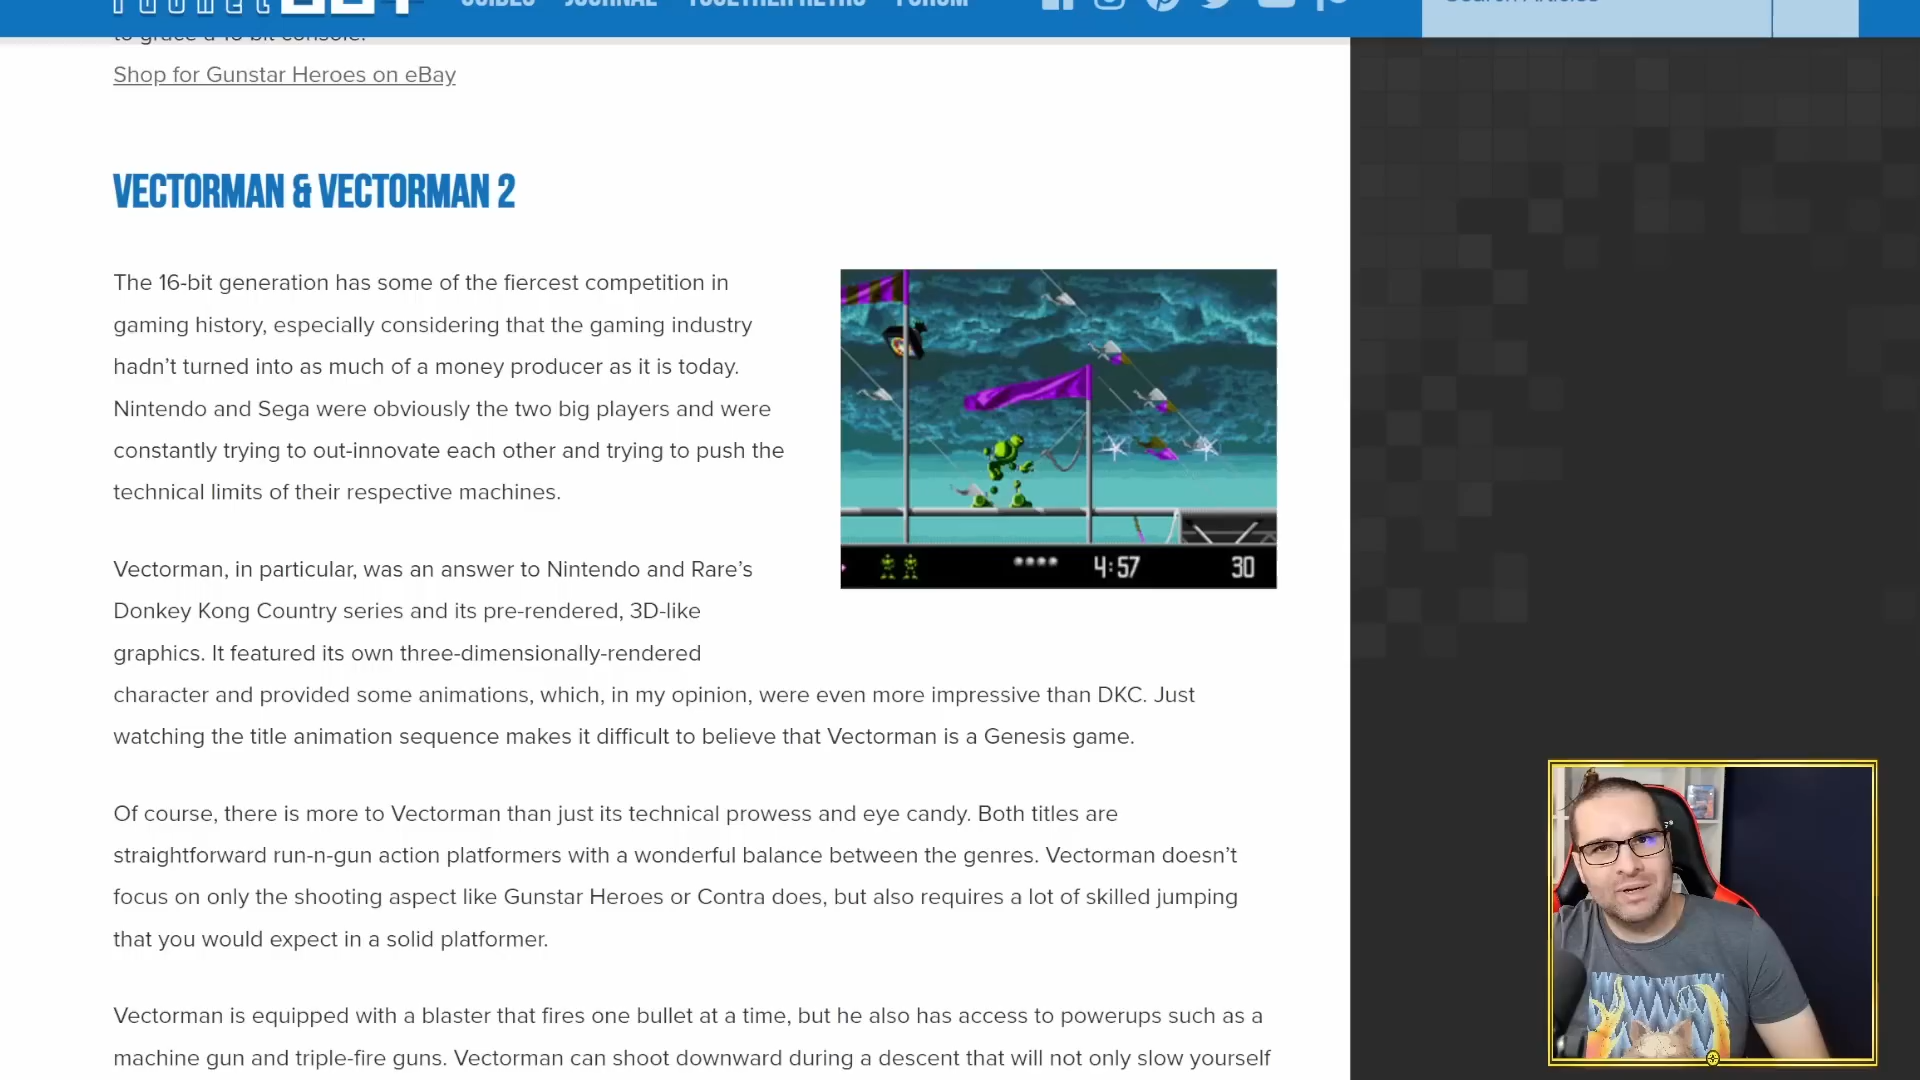 GUIDES JOURNAL TOGETHER RETRO FORUM
Search Articles
to grace a 16-bit console.
Shop for Gunstar Heroes on eBay
VECTORMAN & VECTORMAN 2
The 16-bit generation has some of the fiercest competition in
gaming history, especially considering that the gaming industry
hadn’t turned into as much of a money producer as it is today.
Nintendo and Sega were obviously the two big players and were
constantly trying to out-innovate each other and trying to push the
technical limits of their respective machines.
4:57
30
Vectorman, in particular, was an answer to Nintendo and Rare’s
Donkey Kong Country series and its pre-rendered, 3D-like
graphics. It featured its own three-dimensionally-rendered
character and provided some animations, which, in my opinion, were even more impressive than DKC. Just
watching the title animation sequence makes it difficult to believe that Vectorman is a Genesis game.
Of course, there is more to Vectorman than just its technical prowess and eye candy. Both titles are
straightforward run-n-gun action platformers with a wonderful balance between the genres. Vectorman doesn’t
focus on only the shooting aspect like Gunstar Heroes or Contra does, but also requires a lot of skilled jumping
that you would expect in a solid platformer.
Vectorman is equipped with a blaster that fires one bullet at a time, but he also has access to powerups such as a
machine gun and triple-fire guns. Vectorman can shoot downward during a descent that will not only slow yourself